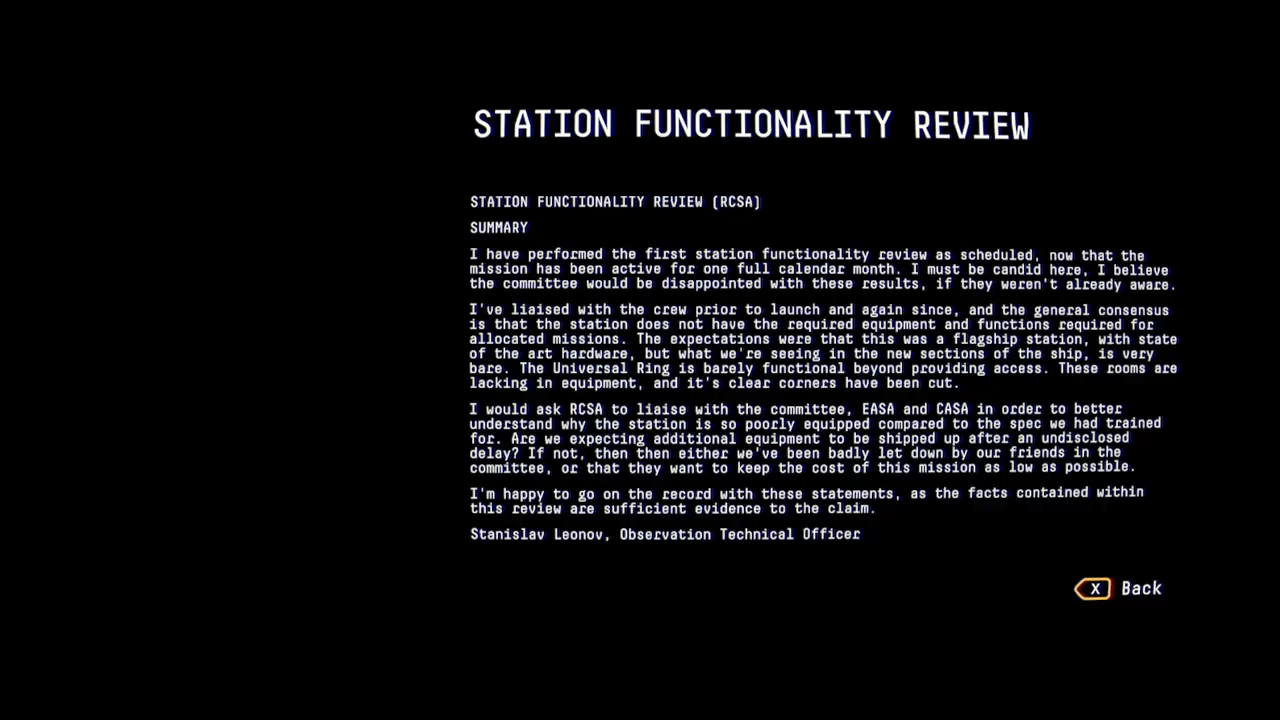 STATION FUNCTIONALITY REVIEW
STATION FUNCTIONALITY REVIEW (RCSA)
SUMMARY
I have performed the first station functionality review as scheduled, now that the
mission has been active for one full calendar month. I must be candid here, I believe
the committee would be disappointed with these results, if they weren't already aware.
I've liaised with the crew prior to launch and again since, and the general consensus
is that the station does not have the required equipment and functions required for
allocated missions. The expectations were that this was a flagship station, with state
of the art hardware, but what we're seeing in the new sections of the ship, is very
bare. The Universal Ring is barely functional beyond providing access. These rooms are
lacking in equipment, and it's clear corners have been cut.
I would ask RCSA to liaise with the committee, EASA and CASA in order to better
understand why the station is so poorly equipped compared to the spec we had trained
for. Are we expecting additional equipment to be shipped up after an undisclosed
delay? If not, then then either we've been badly let down by our friends in the
committee, or that they want to keep the cost of this mission as low as possible.
I'm happy to go on the record with these statements, as the facts contained within
this review are sufficient evidence to the claim.
Stanislav Leonov, Observation Technical Officer
X Back